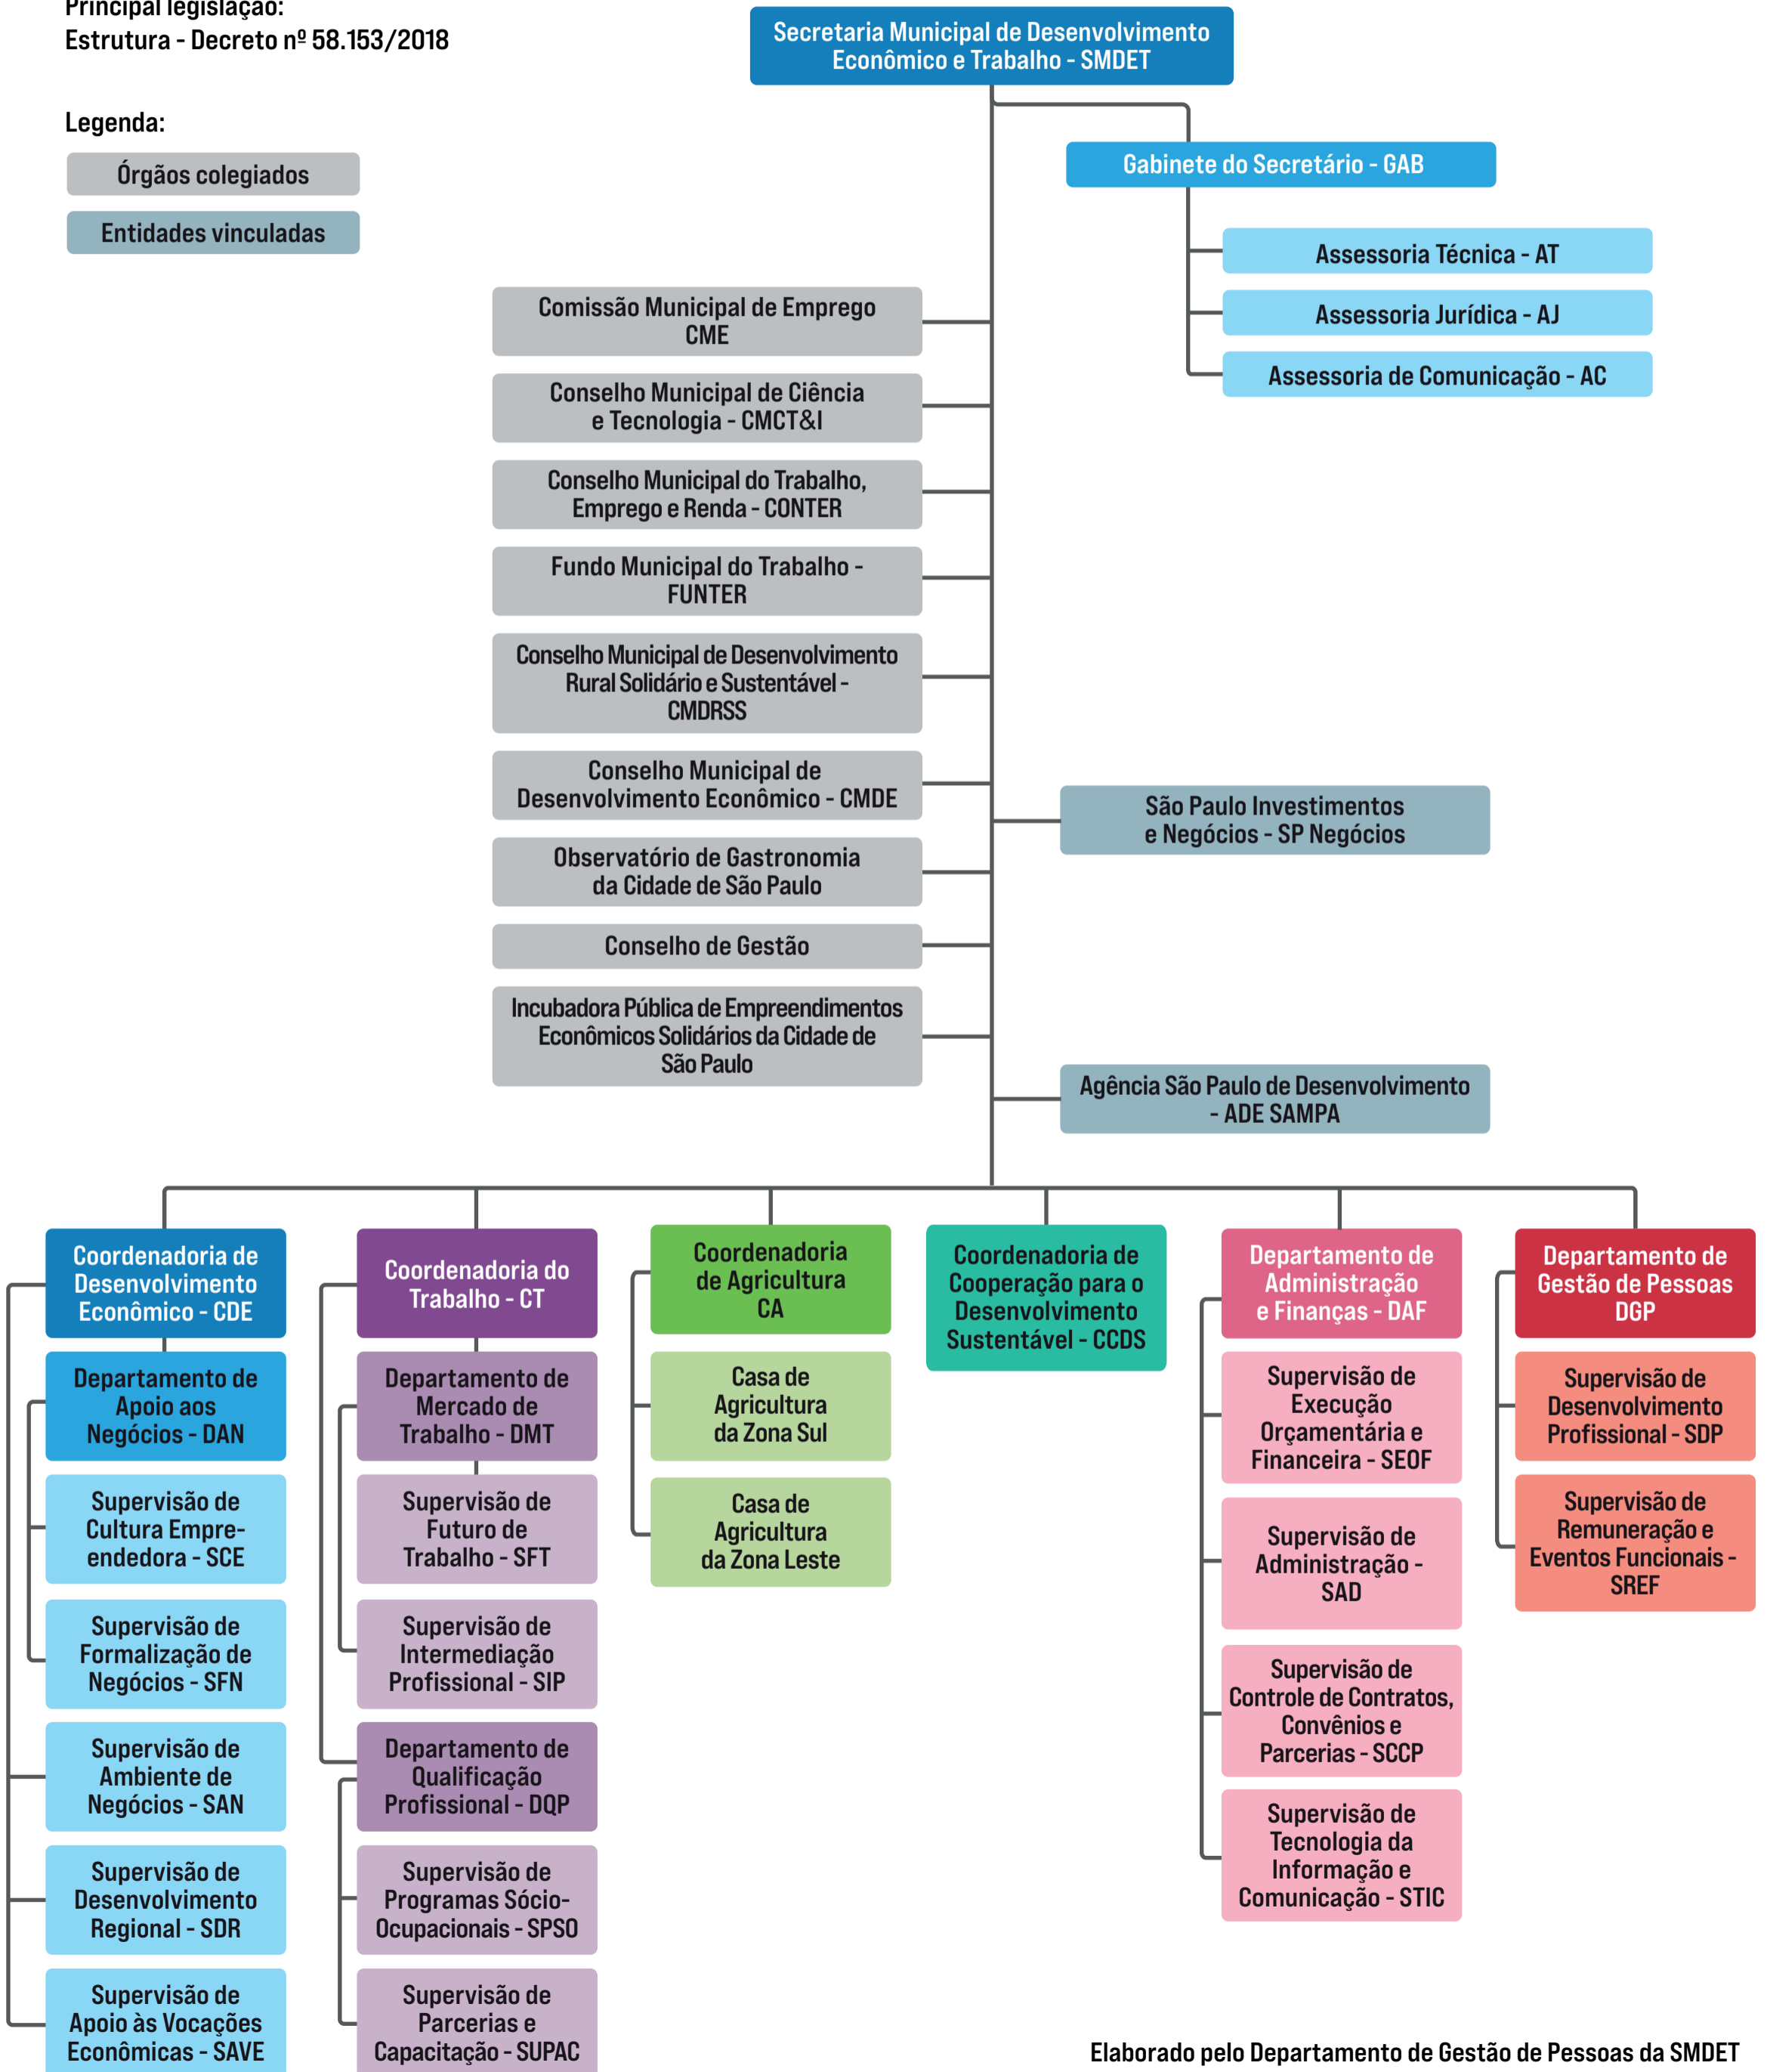 Principal legislação:
Estrutura - Decreto nº 58.153/2018
Legenda:
Órgãos colegiados
Entidades vinculadas
Secretaria Municipal de Desenvolvimento
Econômico e Trabalho - SMDET
Gabinete do Secretário - GAB
Assessoria Técnica - AT
Assessoria Jurídica - AJ
Assessoria de Comunicação - AC
Comissão Municipal de Emprego
CME
Conselho Municipal de Ciência
e Tecnologia - CMCT&I
Conselho Municipal do Trabalho,
Emprego e Renda - CONTER
Fundo Municipal do Trabalho -
FUNTER
Conselho Municipal de Desenvolvimento
Rural Solidário e Sustentável -
CMDRSS
Conselho Municipal de
Desenvolvimento Econômico - CMDE
Observatório de Gastronomia
da Cidade de São Paulo
Conselho de Gestão
Incubadora Pública de Empreendimentos
Econômicos Solidários da Cidade de
São Paulo
São Paulo Investimentos
e Negócios - SP Negócios
Agência São Paulo de Desenvolvimento
- ADE SAMPA
Coordenadoria de
Desenvolvimento
Econômico - CDE
Departamento de
Apoio aos
Negócios - DAN
Supervisão de
Cultura Empre-
endedora - SCE
Supervisão de
Formalização de
Negócios - SFN
Supervisão de
Ambiente de
Negócios - SAN
Supervisão de
Desenvolvimento
Regional - SDR
Supervisão de
Apoio às Vocações
Econômicas - SAVE
Coordenadoria do
Trabalho - CT
Departamento de
Mercado de
Trabalho - DMT
Supervisão de
Futuro de
Trabalho - SFT
Supervisão de
Intermediação
Profissional - SIP
Departamento de
Qualificação
Profissional - DQP
Supervisão de
Programas Sócio-
Ocupacionais - SPSO
Supervisão de
Parcerias e
Capacitação - SUPAC
Coordenadoria
de Agricultura
CA
Casa de
Agricultura
da Zona Sul
Casa de
Agricultura
da Zona Leste
Coordenadoria de
Cooperação para o
Desenvolvimento
Sustentável - CCDS
Departamento de
Administração
e Finanças - DAF
Supervisão de
Execução
Orçamentária e
Financeira - SEOF
Supervisão de
Administração -
SAD
Supervisão de
Controle de Contratos,
Convênios e
Parcerias - SCCP
Supervisão de
Tecnologia da
Informação e
Comunicação - STIC
Departamento de
Gestão de Pessoas
DGP
Supervisão de
Desenvolvimento
Profissional - SDP
Supervisão de
Remuneração e
Eventos Funcionais -
SREF
Elaborado pelo Departamento de Gestão de Pessoas da SMDET